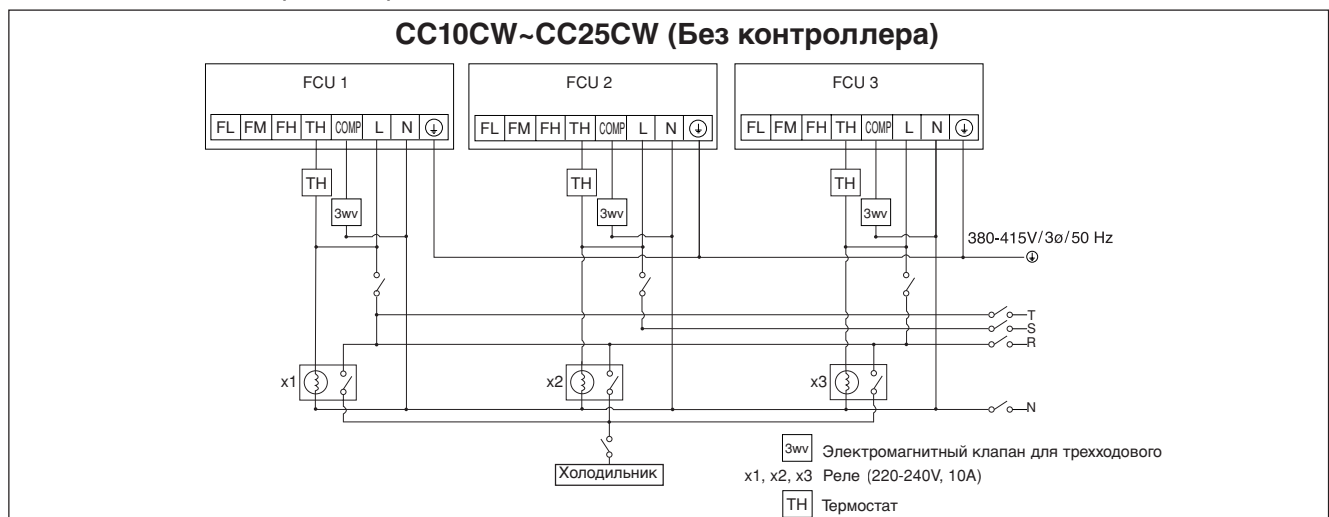 СС10CW~СС25CW (Без контроллера)
FCU 1 FCU 2 FCU 3
FL FM FH TH COMP L N FL FM FH TH COMP L N FL FM FH TH COMP L N
TH TH TH
3wv 3wv 3wv
380-415V/3ø/50 Hz
T
S
R
x1 x2 x3
N
3wv Электромагнитный клапан для трехходового
Холодильник
x1, x2, x3 Реле (220-240V, 10A)
TH Термостат